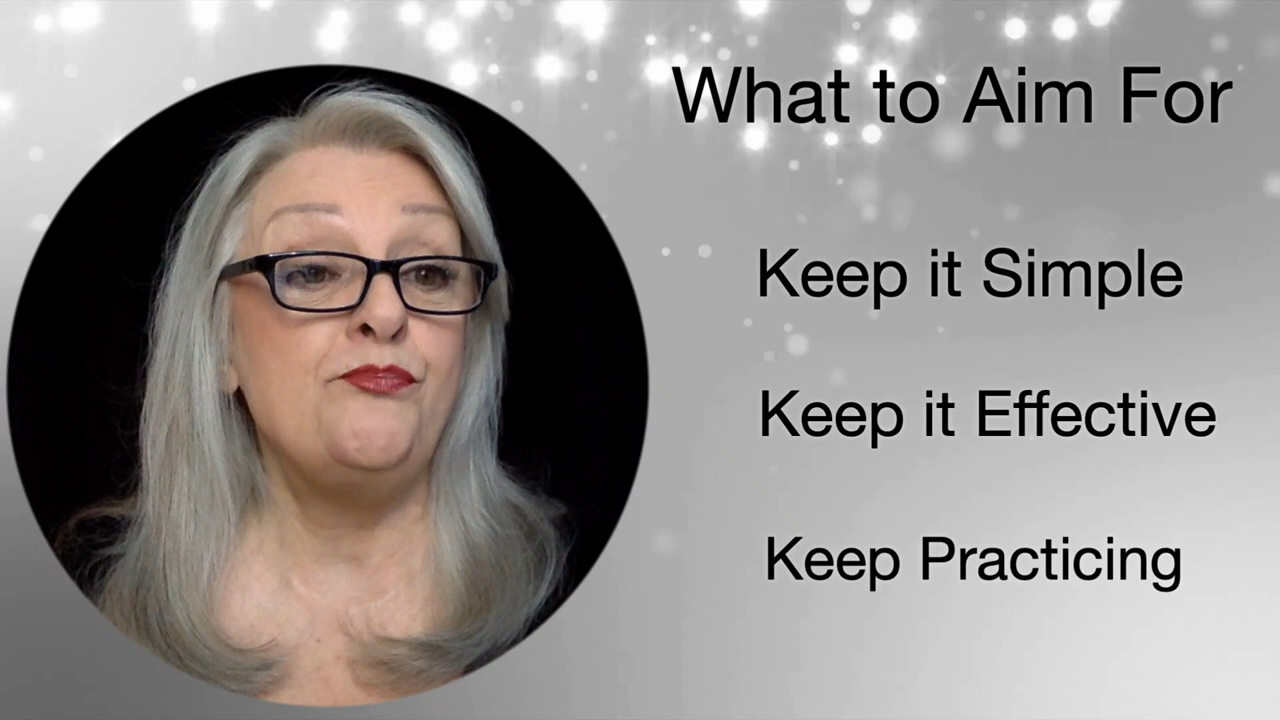 What to Aim For
Keep it Simple
Keep it Effective
Keep Practicing